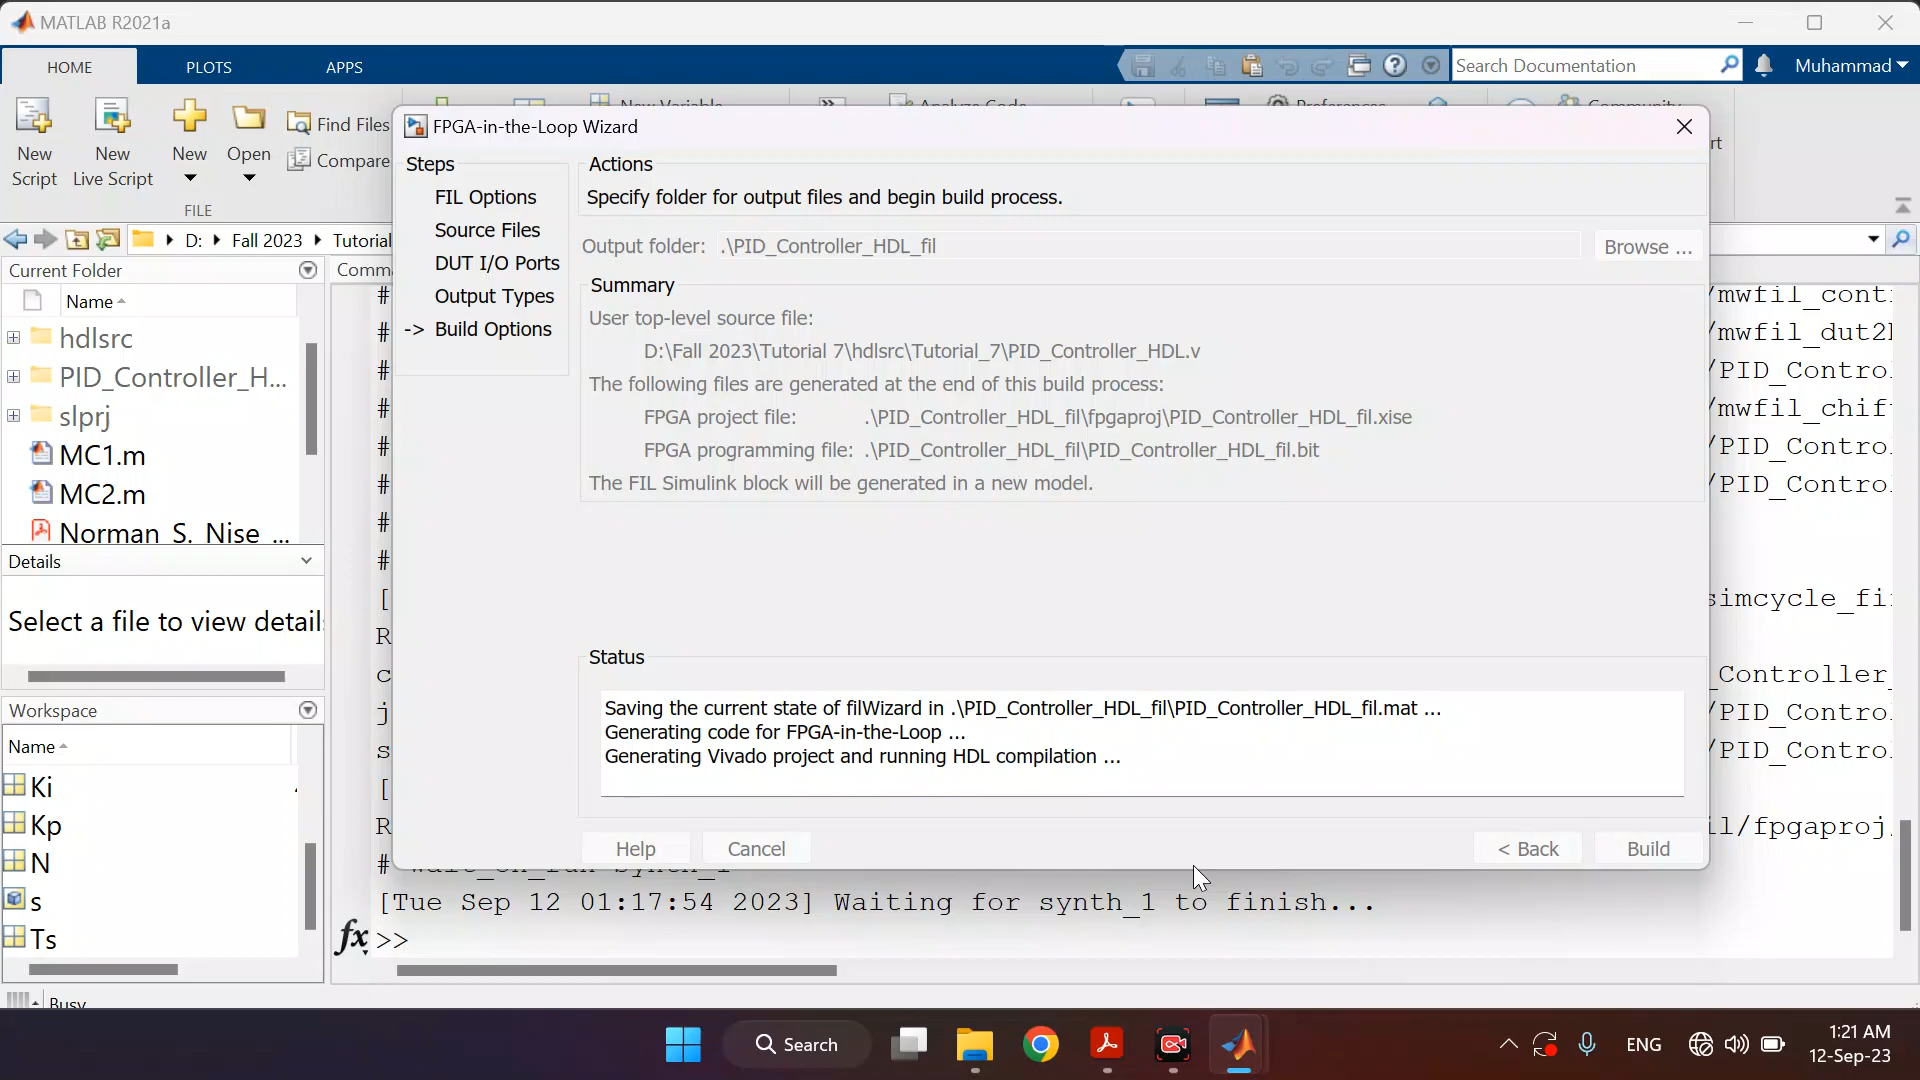 MATLAB R2021a
HOME
PLOTS
APPS
Search Documentation
Muhammad
New Script
New Live Script
New
Open
Find Files
Compare
FILE
D: Fall 2023 Tutorial
Current Folder
Name
hdlsrc
PID_Controller_H...
slprj
MC1.m
MC2.m
Norman_S._Nise_...
Details
Select a file to view detail
Workspace
Name
Ki
Kp
N
s
Ts
Busy
FPGA-in-the-Loop Wizard
Steps
FIL Options
Source Files
DUT I/O Ports
Output Types
-> Build Options
Actions
Specify folder for output files and begin build process.
Output folder: .\PID_Controller_HDL_fil
Browse ...
Summary
User top-level source file:
D:\Fall 2023\Tutorial 7\hdlsrc\Tutorial_7\PID_Controller_HDL.v
The following files are generated at the end of this build process:
FPGA project file: .\PID_Controller_HDL_fil\fpgaproj\PID_Controller_HDL_fil.xise
FPGA programming file: .\PID_Controller_HDL_fil\PID_Controller_HDL_fil.bit
The FIL Simulink block will be generated in a new model.
Status
Saving the current state of filWizard in .\PID_Controller_HDL_fil\PID_Controller_HDL_fil.mat ...
Generating code for FPGA-in-the-Loop ...
Generating Vivado project and running HDL compilation ...
Help
Cancel
< Back
Build
[Tue Sep 12 01:17:54 2023] Waiting for synth_1 to finish...
fx >>
Search
ENG
1:21 AM
12-Sep-23